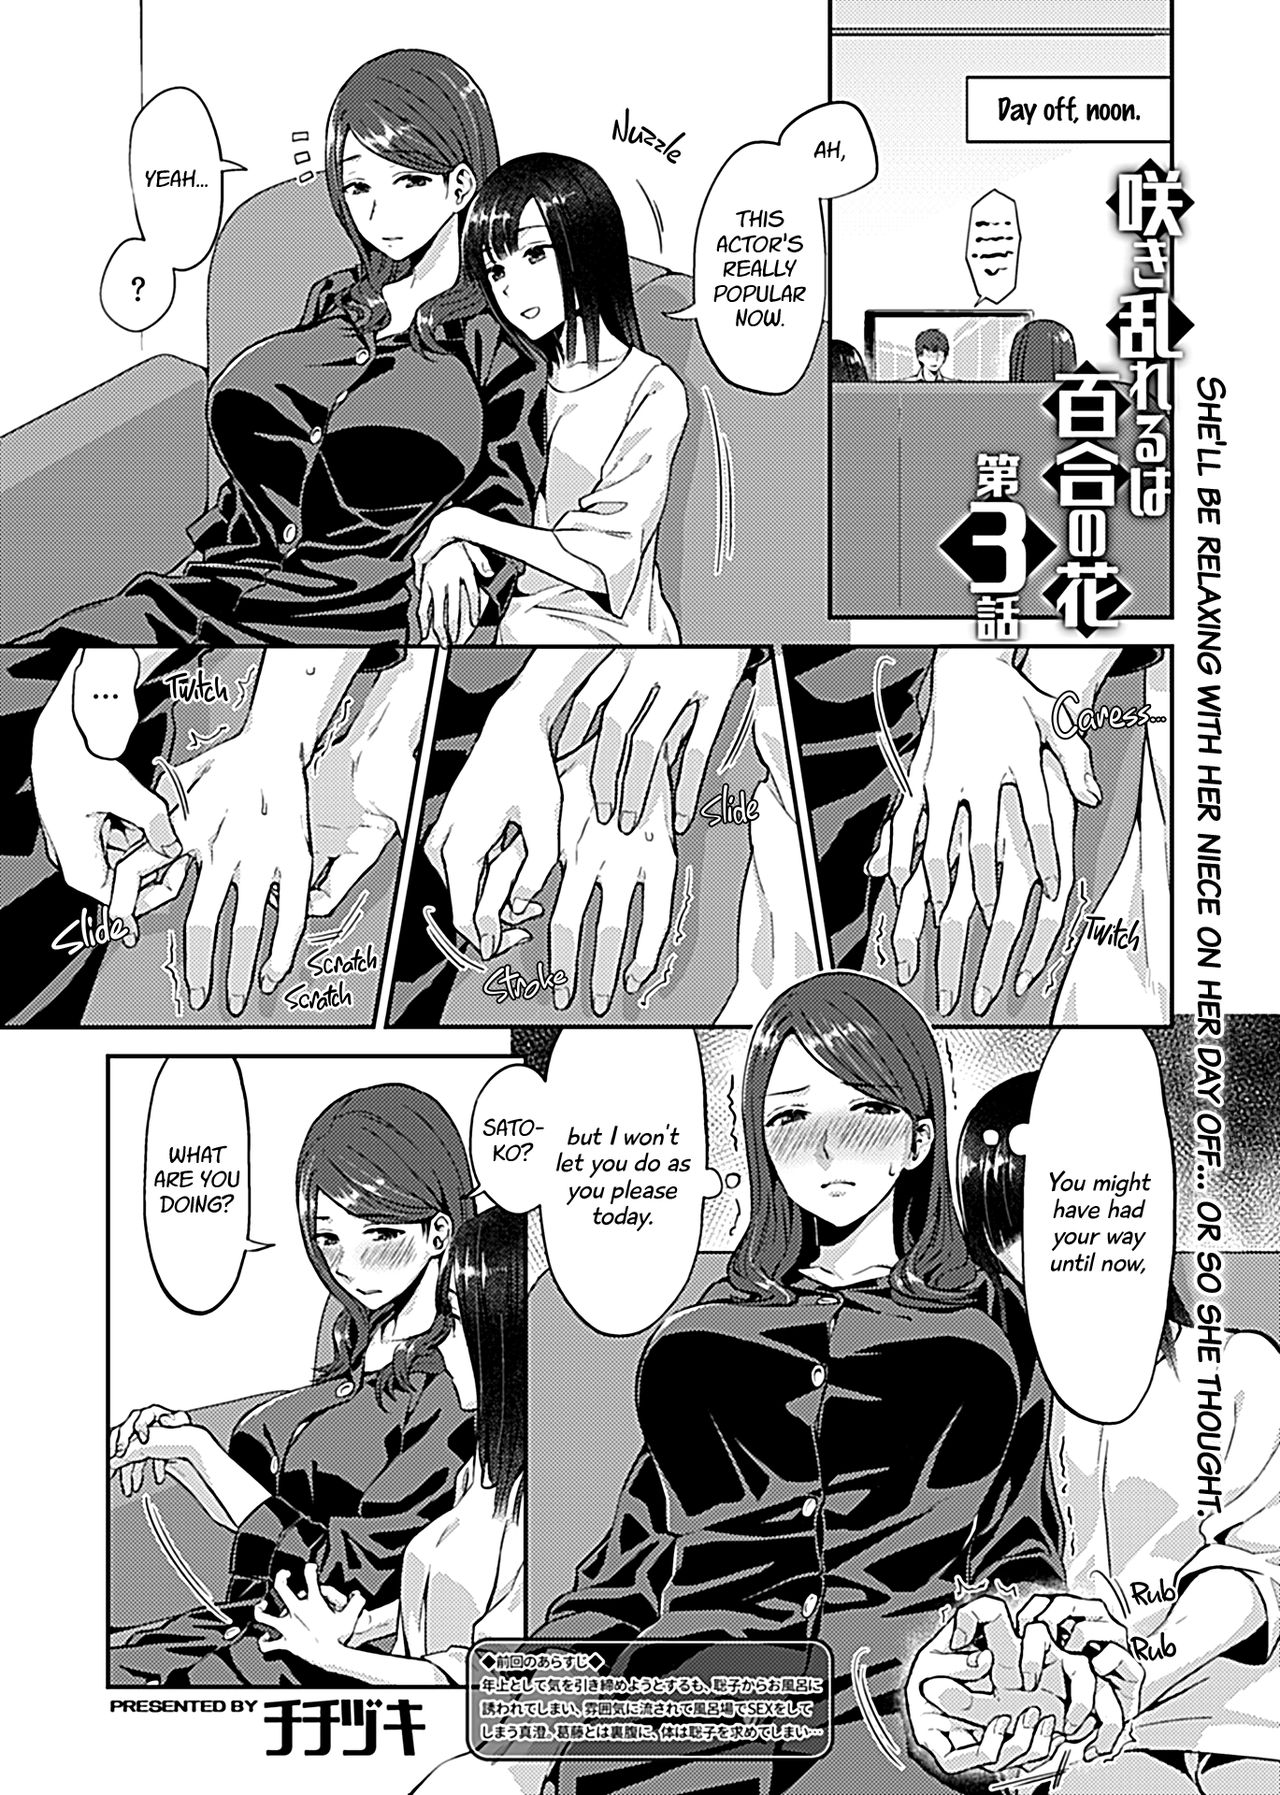 Day off, noon.
咲き乱れるは
百合の花
第3話
SHE'LL BE RELAXING WITH HER NIECE ON HER DAY OFF... OR SO SHE THOUGHT.
AH,
THIS
ACTOR'S
REALLY
POPULAR
NOW.
Nuzzle
YEAH...
?
Caress...
Twitch
Slide
Stroke
...
Twitch
Slide
Scratch
Scratch
You might
have had
your way
until now,
but I won't
let you do as
you please
today.
Rub
Rub
SATO-
KO?
WHAT
ARE YOU
DOING?
◆前回のあらすじ◆
年上として気を引き締めようとするも、聡子からお風呂に
誘われてしまい、雰囲気に流されて風呂場でSEXをして
しまう真澄。葛藤とは裏腹に、体は聡子を求めてしまい…
PRESENTED BY チチヅキ